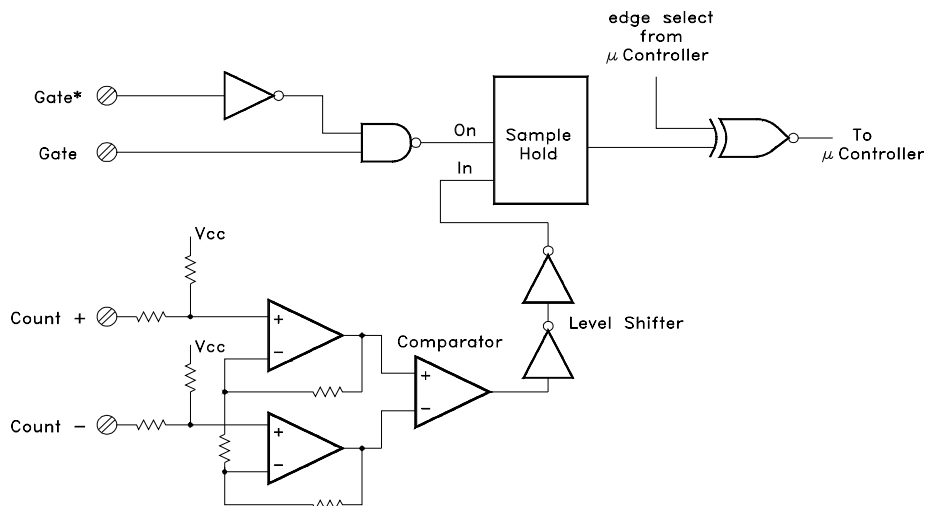 edge select
from
μ Controller
Gate*
Gate
On
In
Sample
Hold
To
μ Controller
Vcc
Count +
Vcc
Count −
+
−
+
−
Comparator
+
−
Level Shifter